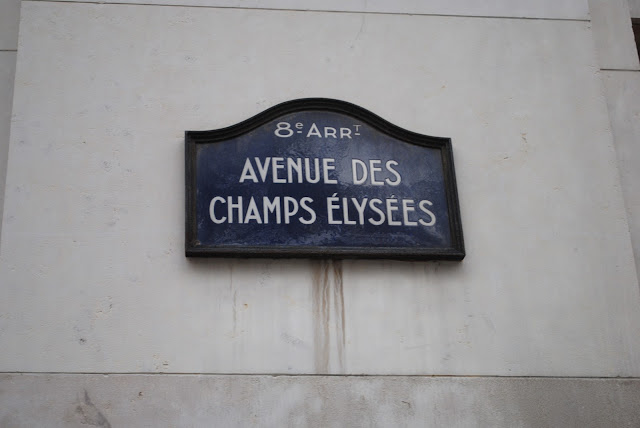 8e Arrt
AVENUE DES
CHAMPS ÉLYSÉES